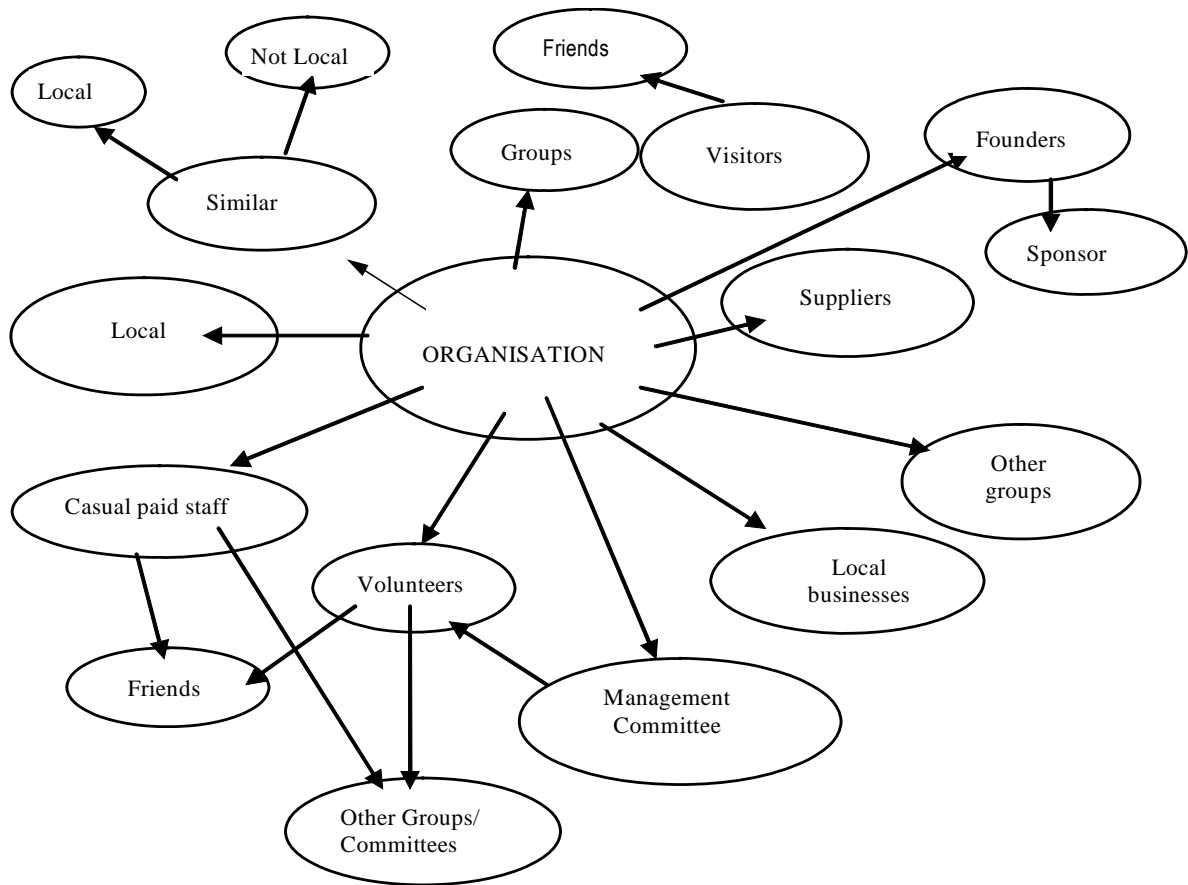 Not Local
Friends
Local
Groups
Visitors
Founders
Similar
Sponsor
Suppliers
Local
ORGANISATION
Other
groups
Casual paid staff
Local
businesses
Volunteers
Friends
Management
Committee
Other Groups/
Committees